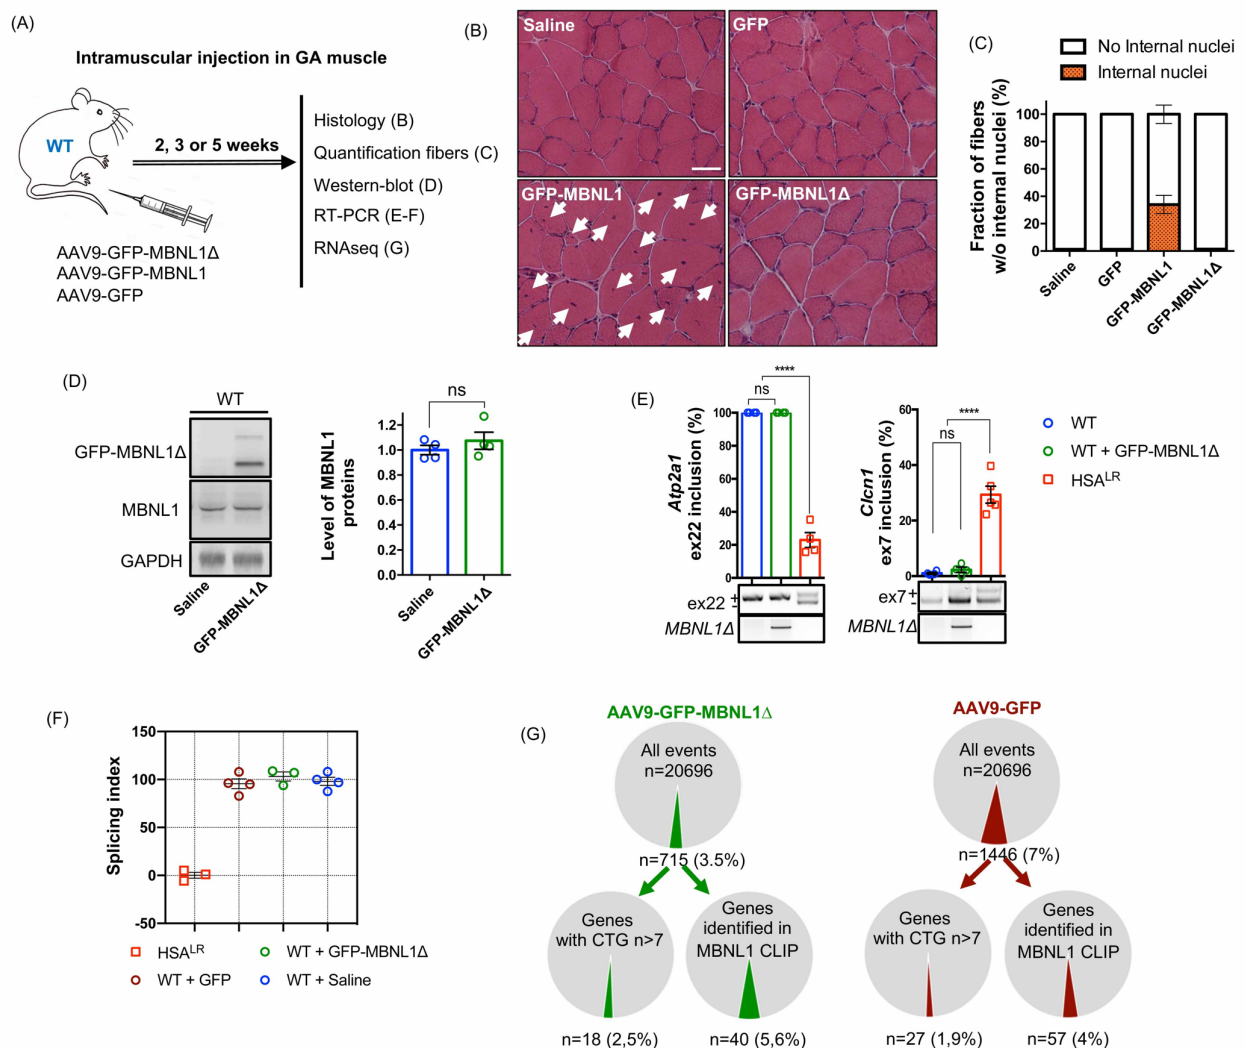 (A)
Intramuscular injection in GA muscle
WT
2, 3 or 5 weeks
Histology (B)
Quantification fibers (C)
Western-blot (D)
RT-PCR (E-F)
RNAseq (G)
AAV9-GFP-MBNL1Δ
AAV9-GFP-MBNL1
AAV9-GFP
(B)
Saline
GFP
GFP-MBNL1
GFP-MBNL1Δ
(C)
No Internal nuclei
Internal nuclei
Fraction of fibers
w/o internal nuclei (%)
100
80
60
40
20
0
Saline
GFP
GFP-MBNL1
GFP-MBNL1Δ
(D)
WT
GFP-MBNL1Δ
MBNL1
GAPDH
Saline
GFP-MBNL1Δ
Level of MBNL1
proteins
ns
1.2
1.0
0.8
0.6
0.4
0.2
0.0
Saline
GFP-MBNL1Δ
(E)
Atp2a1
ex22 inclusion (%)
****
ns
100
80
60
40
20
0
ex22 +
-
MBNL1Δ
Clcn1
ex7 inclusion (%)
****
ns
60
40
20
0
ex7 +
-
MBNL1Δ
WT
WT + GFP-MBNL1Δ
HSALR
(F)
Splicing index
150
100
50
0
-50
HSALR
WT + GFP-MBNL1Δ
WT + GFP
WT + Saline
(G)
AAV9-GFP-MBNL1Δ
All events
n=20696
n=715 (3.5%)
Genes
with CTG n>7
Genes
identified in
MBNL1 CLIP
n=18 (2,5%)
n=40 (5,6%)
AAV9-GFP
All events
n=20696
n=1446 (7%)
Genes
with CTG n>7
Genes
identified in
MBNL1 CLIP
n=27 (1,9%)
n=57 (4%)